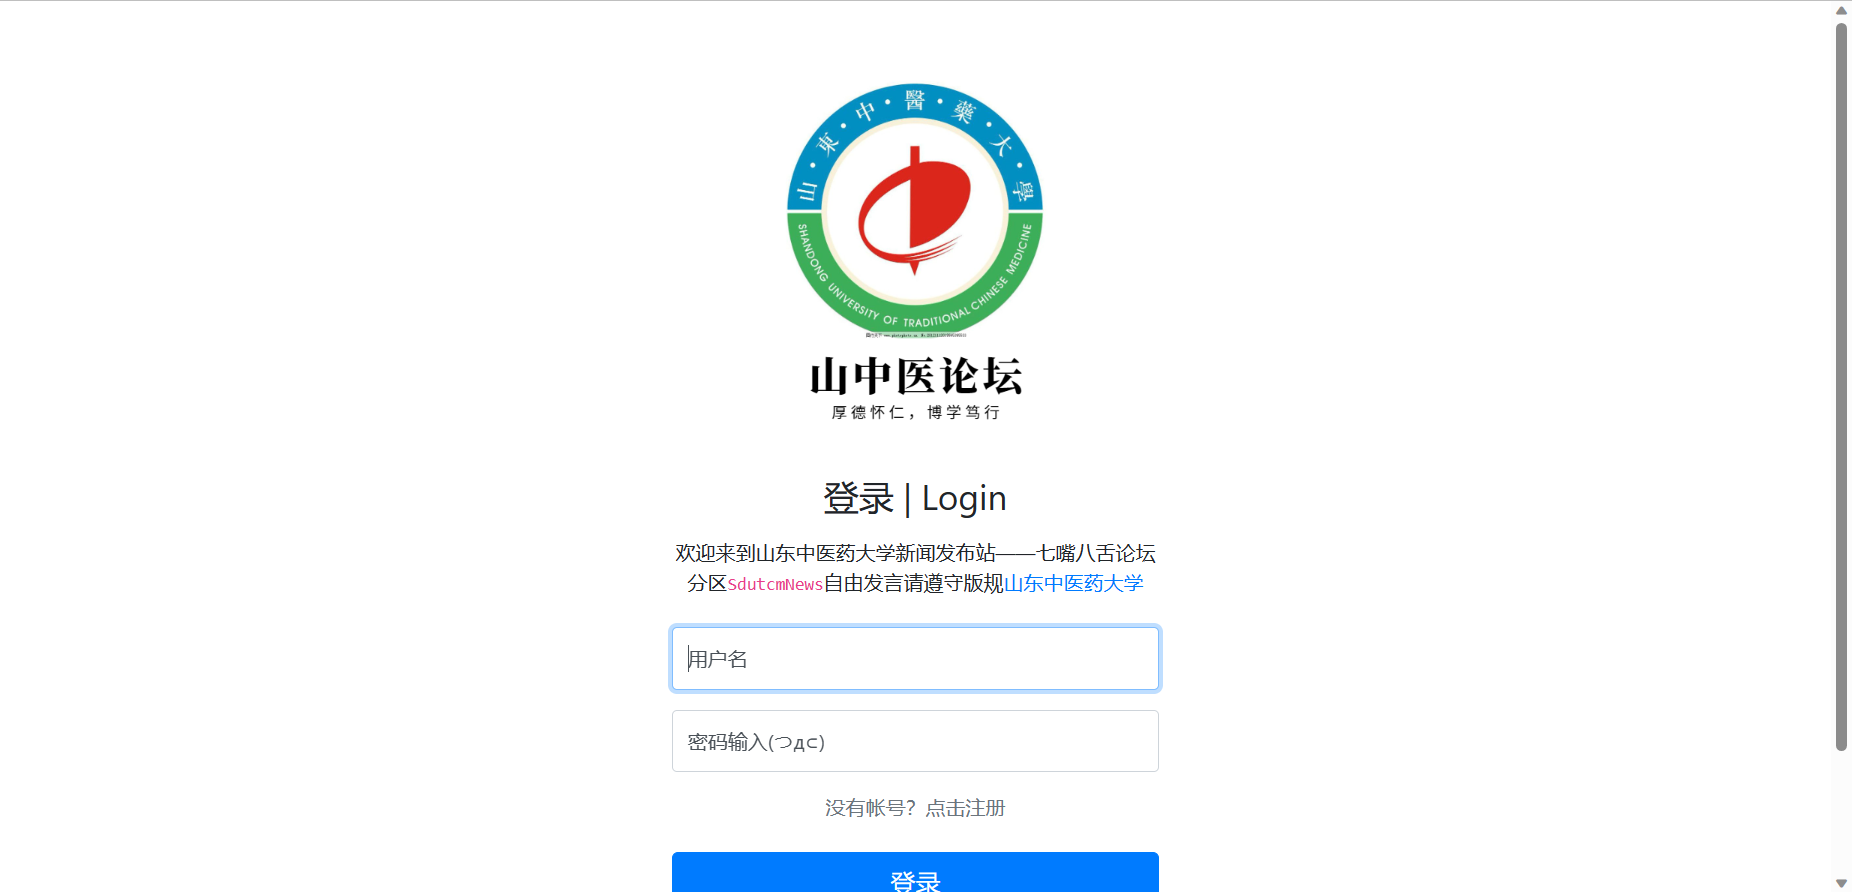 山·東·中·醫·藥·大·學
SHANDONG UNIVERSITY OF TRADITIONAL CHINESE MEDICINE
山中医论坛
厚德怀仁，博学笃行
登录 | Login
欢迎来到山东中医药大学新闻发布站——七嘴八舌论坛
分区SdutcmNews自由发言请遵守版规山东中医药大学
用户名
密码输入(つдㄷ)
没有帐号？点击注册
登录